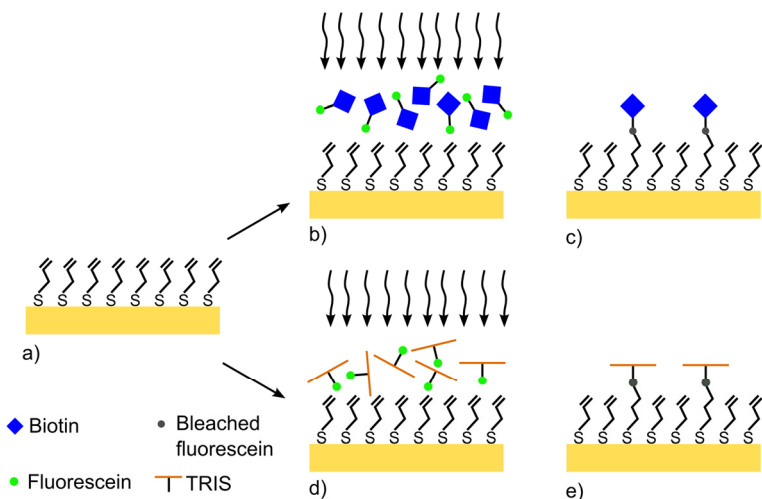 S S S S S S S S
b)
S S S S S S S S
c)
S S S S S S S S
a)
S S S S S S S S
d)
S S S S S S S S
e)
Biotin
Bleached
fluorescein
Fluorescein
TRIS